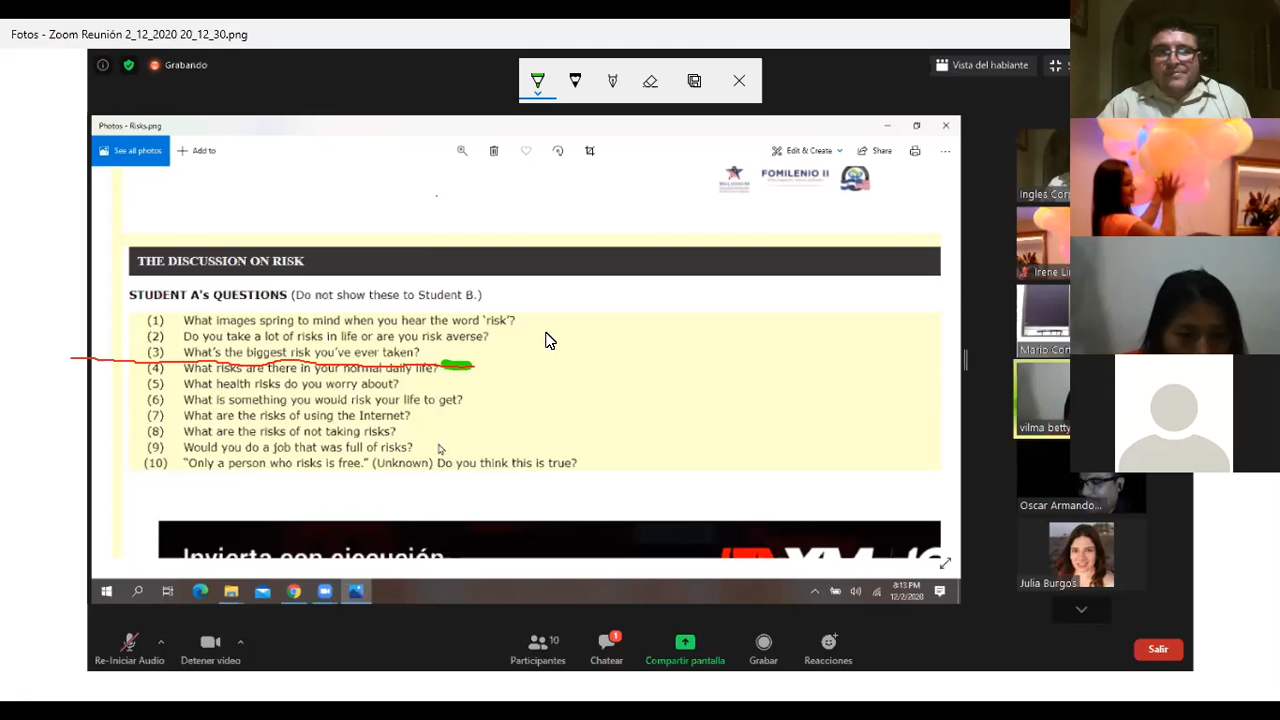 Fotos - Zoom Reunión 2_12_2020 20_12_30.png
Grabando
Vista del hablante
Photos - Risks.png
See all photos
Add to
Edit & Create
Share
FOMILENIO II
THE DISCUSSION ON RISK
STUDENT A's QUESTIONS (Do not show these to Student B.)
(1) What images spring to mind when you hear the word 'risk'?
(2) Do you take a lot of risks in life or are you risk averse?
(3) What's the biggest risk you've ever taken?
(4) What risks are there in your normal daily life?
(5) What health risks do you worry about?
(6) What is something you would risk your life to get?
(7) What are the risks of using the Internet?
(8) What are the risks of not taking risks?
(9) Would you do a job that was full of risks?
(10) “Only a person who risks is free.” (Unknown) Do you think this is true?
Invierta con ejecución
8:13 PM
12/2/2020
Ingles Cor
Irene Li
Mario Cort
vilma betty
Oscar Armando...
Julia Burgos
Re-Iniciar Audio
Detener video
10
Participantes
1
Chatear
Compartir pantalla
Grabar
Reacciones
Salir